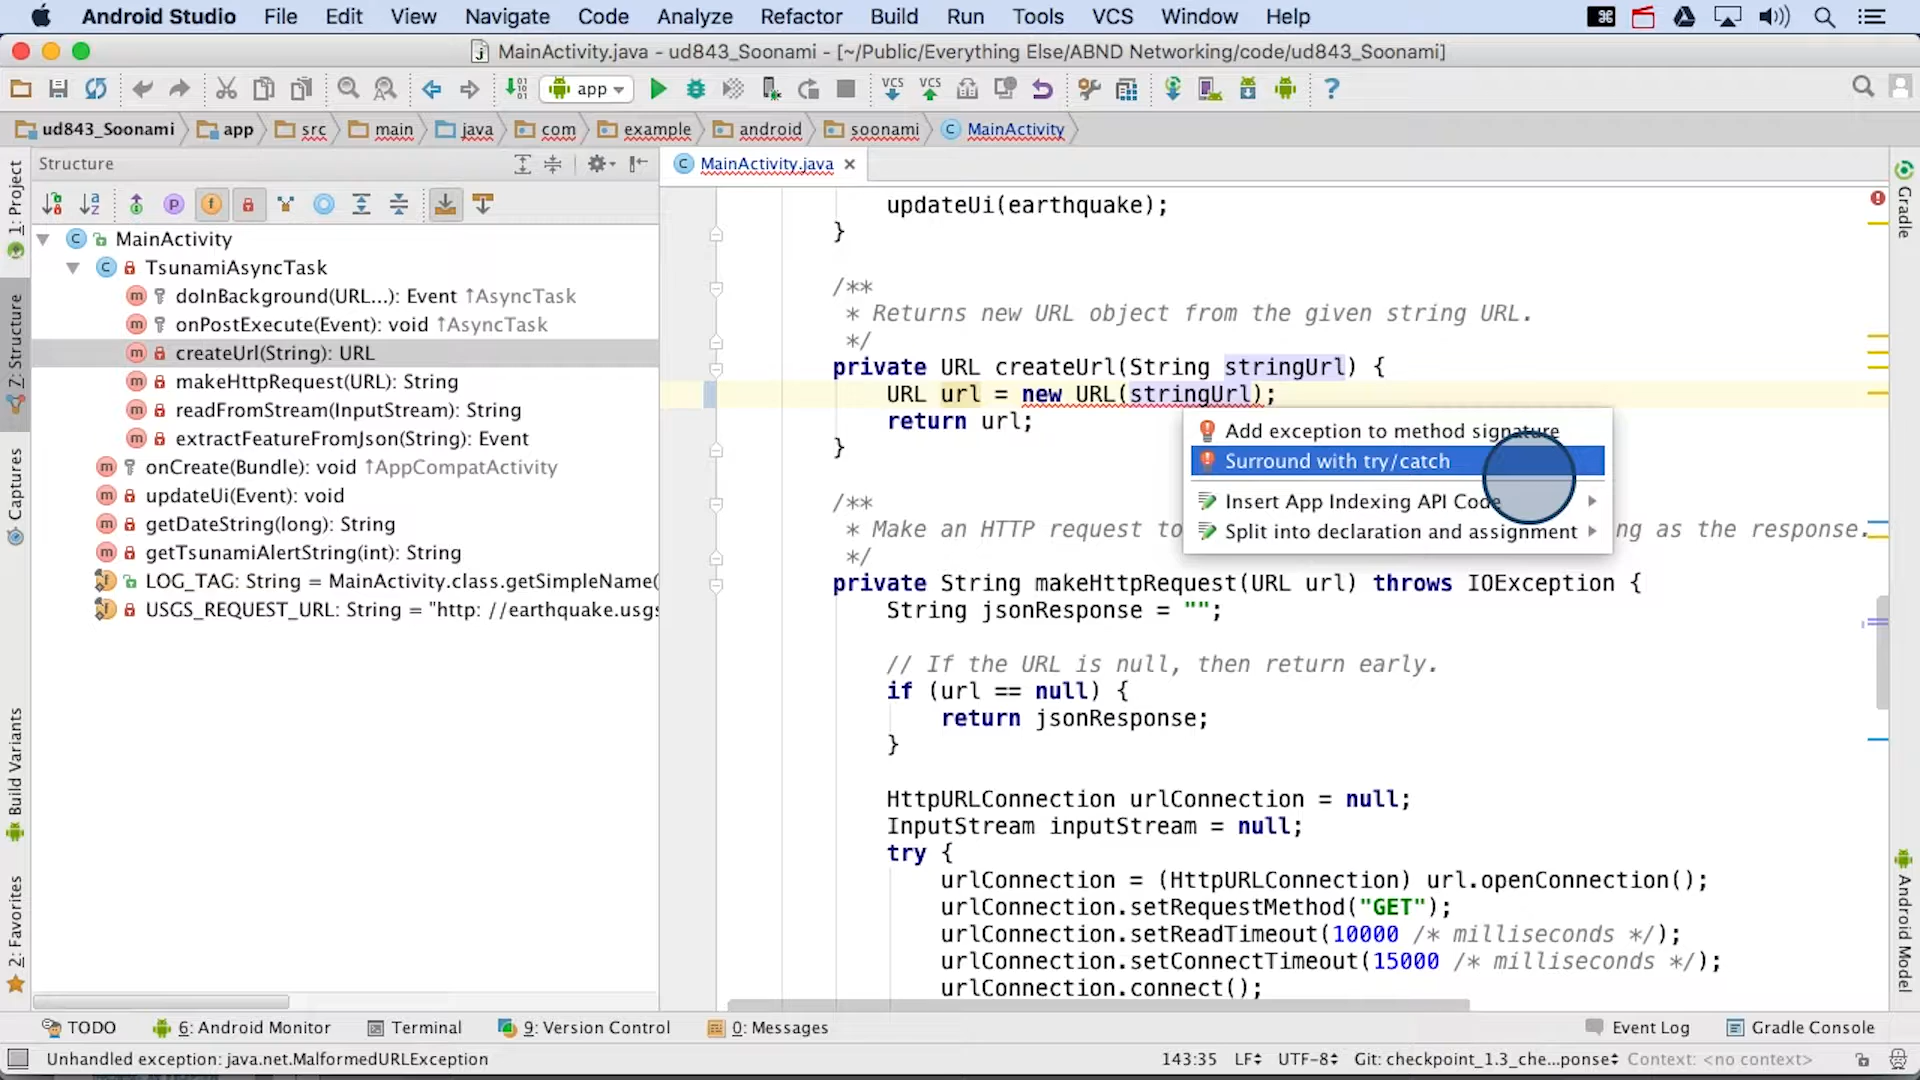 Android Studio File Edit View Navigate Code Analyze Refactor Build Run Tools VCS Window Help
MainActivity.java - ud843_Soonami - [~/Public/Everything Else/ABND Networking/code/ud843_Soonami]
app
VCS VCS
ud843_Soonami app src main java com example android soonami MainActivity
Structure
MainActivity.java
1: Project
7: Structure
Captures
Build Variants
2: Favorites
MainActivity
TsunamiAsyncTask
doInBackground(URL...): Event ↑AsyncTask
onPostExecute(Event): void ↑AsyncTask
createUrl(String): URL
makeHttpRequest(URL): String
readFromStream(InputStream): String
extractFeatureFromJson(String): Event
onCreate(Bundle): void ↑AppCompatActivity
updateUi(Event): void
getDateString(long): String
getTsunamiAlertString(int): String
LOG_TAG: String = MainActivity.class.getSimpleName(
USGS_REQUEST_URL: String = "http: //earthquake.usgs
updateUi(earthquake);
}
/**
* Returns new URL object from the given string URL.
*/
private URL createUrl(String stringUrl) {
URL url = new URL(stringUrl);
return url;
}
Add exception to method signature
Surround with try/catch
Insert App Indexing API Code
Split into declaration and assignment
/**
* Make an HTTP request to ng as the response.
*/
private String makeHttpRequest(URL url) throws IOException {
String jsonResponse = "";
// If the URL is null, then return early.
if (url == null) {
return jsonResponse;
}
HttpURLConnection urlConnection = null;
InputStream inputStream = null;
try {
urlConnection = (HttpURLConnection) url.openConnection();
urlConnection.setRequestMethod("GET");
urlConnection.setReadTimeout(10000 /* milliseconds */);
urlConnection.setConnectTimeout(15000 /* milliseconds */);
urlConnection.connect();
Gradle
Android Model
TODO 6: Android Monitor Terminal 9: Version Control 0: Messages Event Log Gradle Console
Unhandled exception: java.net.MalformedURLException 143:35 LF UTF-8 Git: checkpoint_1.3_che...ponse Context: <no context>